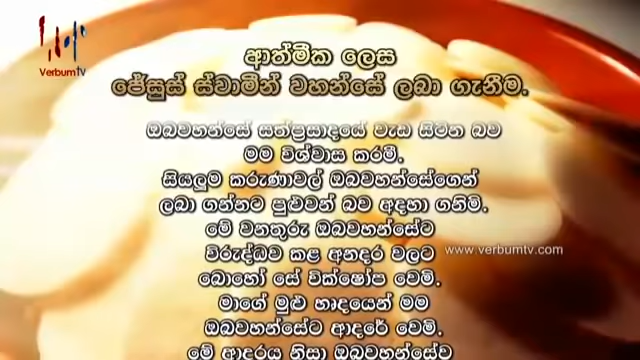 VerbumTV
ආත්මික ලෙස
ජේසුස් ස්වාමීන් වහන්සේ ලබා ගැනීම.
ඔබවහන්සේ සත්ප්‍රසාදයේ වැඩ සිටින බව
මම විශ්වාස කරමී.
සියලූම කරුණාවල් ඔබවහන්සේගෙන්
ලබා ගන්නට පුළුවන් බව අදහා ගනිමී.
මේ වනතුරු ඔබවහන්සේට
විරුද්ධව කළ අනදර වලට
www.verbumtv.com
බොහෝ සේ වික්ෂෝප වෙමි.
මාගේ මුළු හෘදයෙන් මම
ඔබවහන්සේට ආදරේ වෙමි.
මේ ආදරය නිසා ඔබවහන්සේව